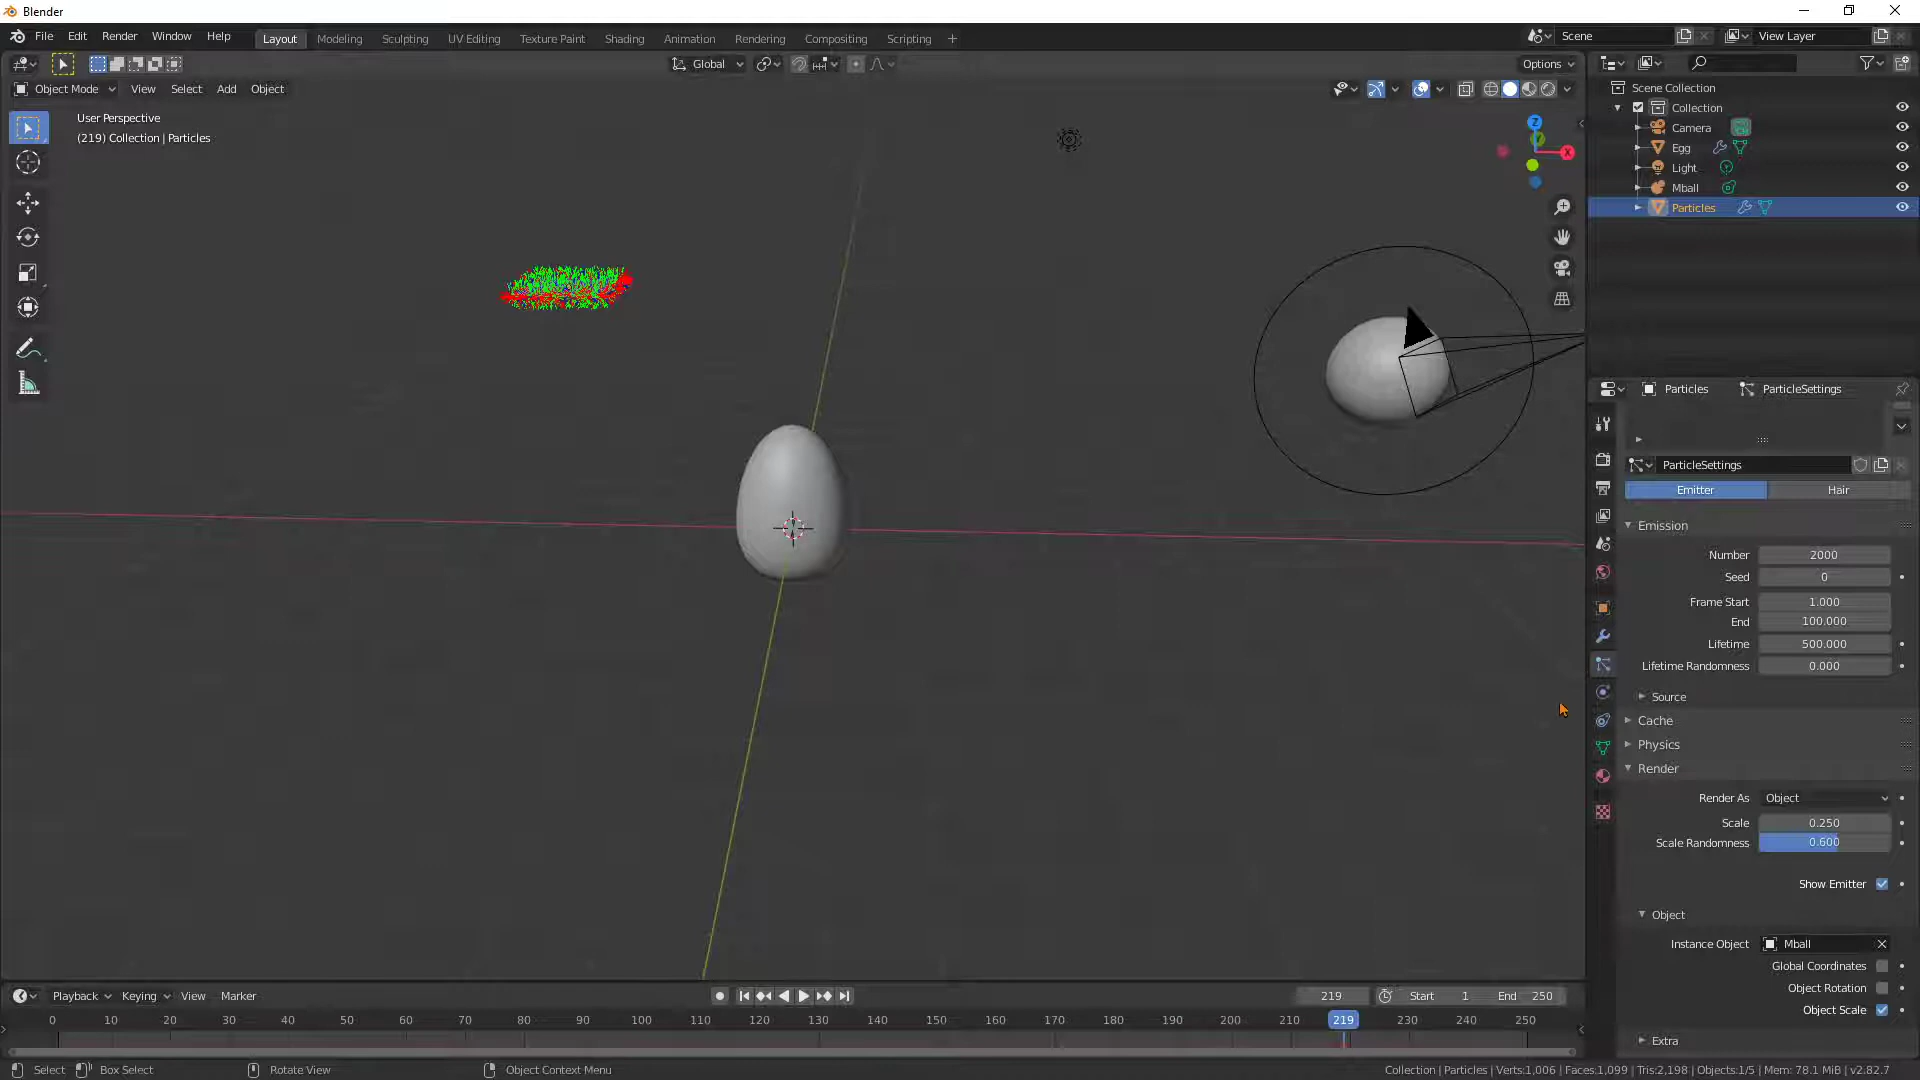 Blender
File Edit Render Window Help
Layout Modeling Sculpting UV Editing Texture Paint Shading Animation Rendering Compositing Scripting +
Scene
View Layer
Global
Options
Object Mode View Select Add Object
User Perspective
(219) Collection | Particles
Z
Y
X
Scene Collection
Collection
Camera
Egg
Light
Mball
Particles
Particles
ParticleSettings
ParticleSettings
Emitter Hair
Emission
Number 2000
Seed 0
Frame Start 1.000
End 100.000
Lifetime 500.000
Lifetime Randomness 0.000
Source
Cache
Physics
Render
Render As Object
Scale 0.250
Scale Randomness 0.600
Show Emitter
Object
Instance Object Mball
Global Coordinates
Object Rotation
Object Scale
Extra
Playback Keying View Marker
219 Start 1 End 250
0 10 20 30 40 50 60 70 80 90 100 110 120 130 140 150 160 170 180 190 200 210 219 230 240 250
Select Box Select Rotate View Object Context Menu
Collection | Particles | Verts:1,006 | Faces:1,099 | Tris:2,198 | Objects:1/5 | Mem: 78.1 MiB | v2.82.7